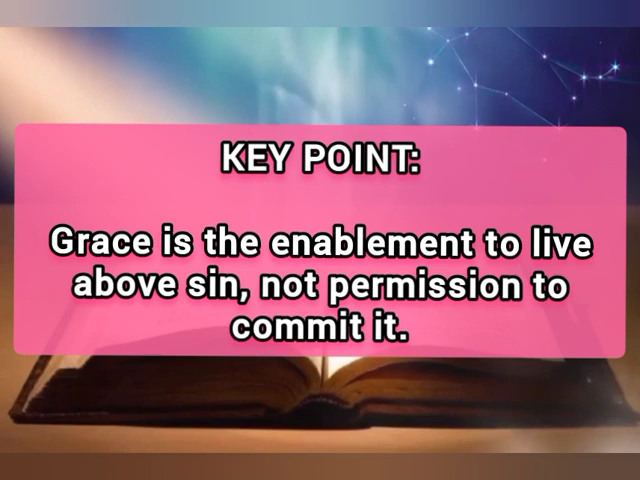 KEY POINT:
Grace is the enablement to live
above sin, not permission to
commit it.